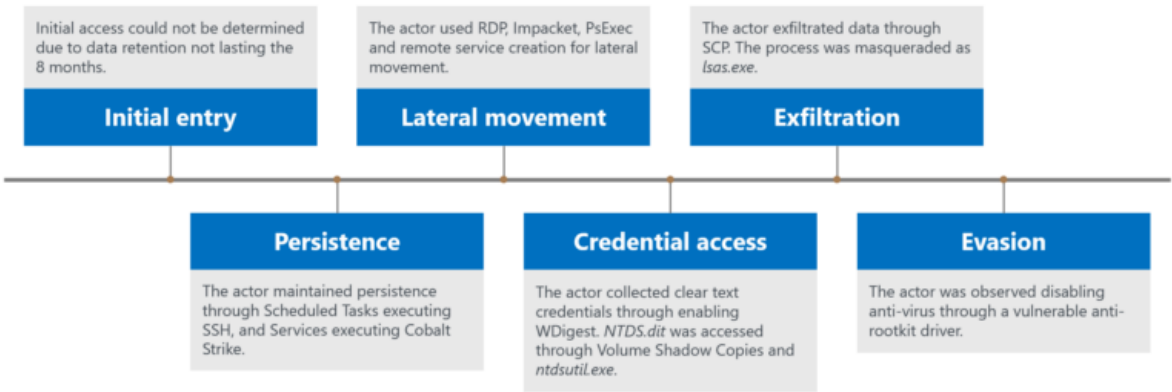 Initial access could not be determined
due to data retention not lasting the
8 months.
Initial entry
The actor used RDP, Impacket, PsExec
and remote service creation for lateral
movement.
Lateral movement
The actor exfiltrated data through
SCP. The process was masqueraded as
lsas.exe.
Exfiltration
Persistence
The actor maintained persistence
through Scheduled Tasks executing
SSH, and Services executing Cobalt
Strike.
Credential access
The actor collected clear text
credentials through enabling
WDigest. NTDS.dit was accessed
through Volume Shadow Copies and
ntdsutil.exe.
Evasion
The actor was observed disabling
anti-virus through a vulnerable anti-
rootkit driver.